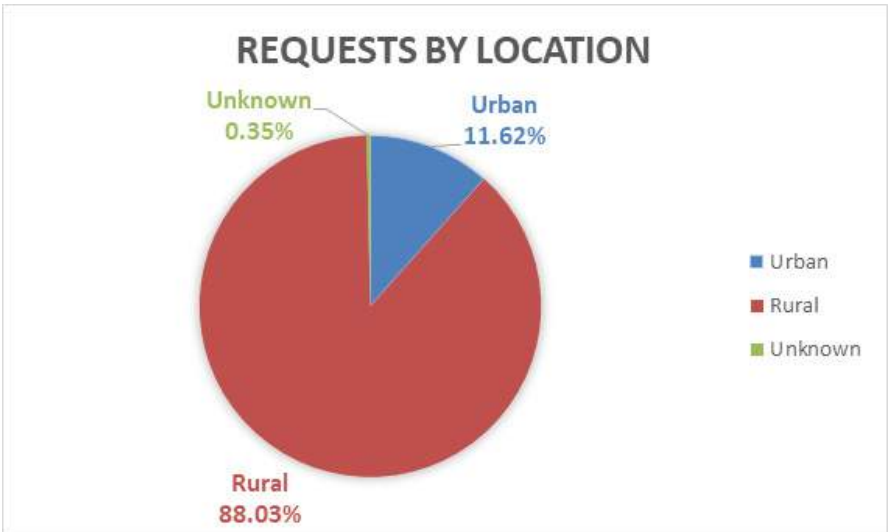 REQUESTS BY LOCATION
Unknown
0.35%
Urban
11.62%
Urban
Rural
Unknown
Rural
88.03%